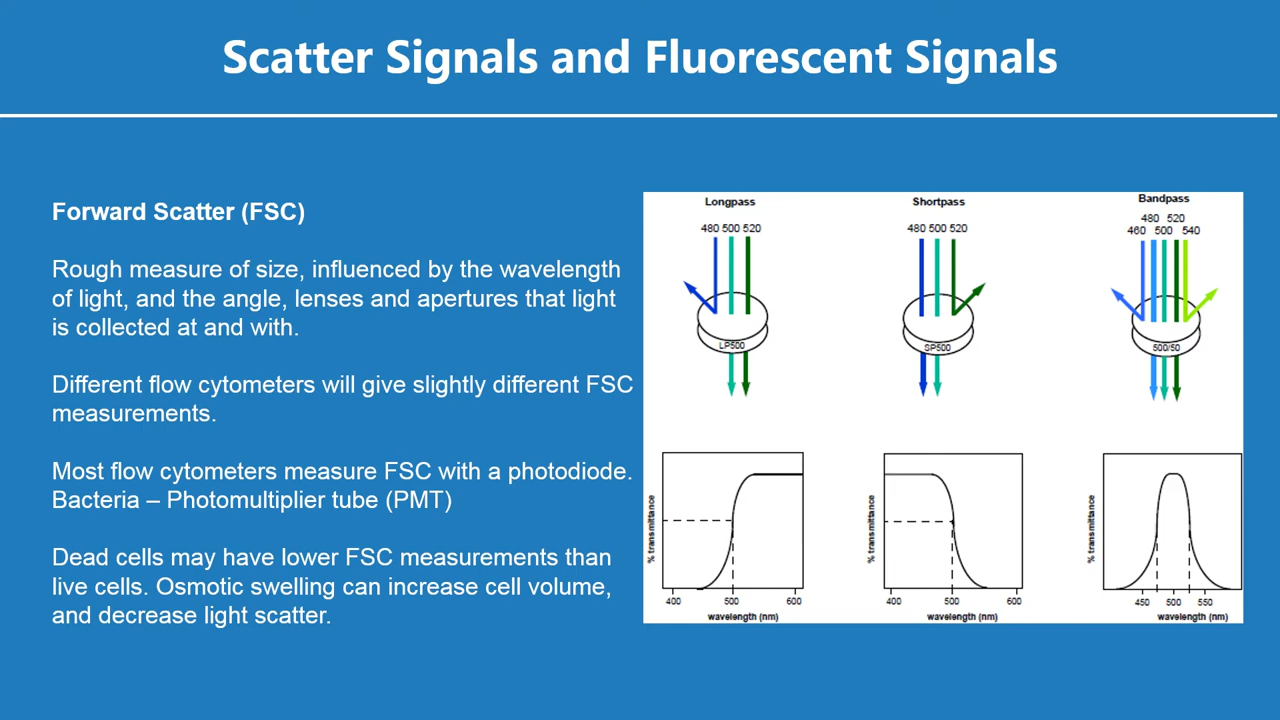 Scatter Signals and Fluorescent Signals
Forward Scatter (FSC)
Rough measure of size, influenced by the wavelength
of light, and the angle, lenses and apertures that light
is collected at and with.
Different flow cytometers will give slightly different FSC
measurements.
Most flow cytometers measure FSC with a photodiode.
Bacteria – Photomultiplier tube (PMT)
Dead cells may have lower FSC measurements than
live cells. Osmotic swelling can increase cell volume,
and decrease light scatter.
Longpass
480 500 520
LP500
% transmittance
400 500 600
wavelength (nm)
Shortpass
480 500 520
SP500
% transmittance
400 500 600
wavelength (nm)
Bandpass
480 520
460 500 540
500/50
% transmittance
450 500 550
wavelength (nm)